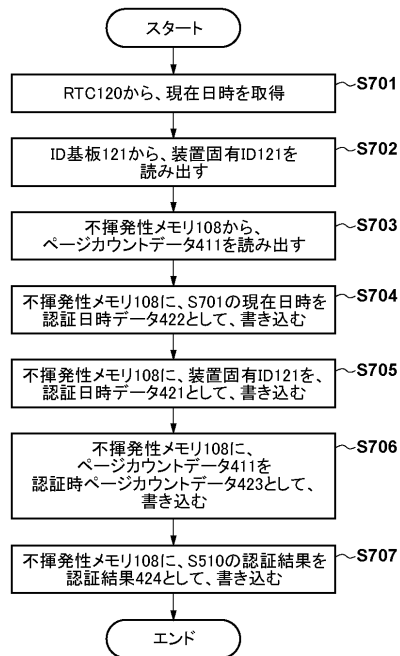 スタート
RTC120から、現在日時を取得
S701
ID基板121から、装置固有ID121を
読み出す
S702
不揮発性メモリ108から、
ページカウントデータ411を読み出す
S703
不揮発性メモリ108に、S701の現在日時を
認証日時データ422として、書き込む
S704
不揮発性メモリ108に、装置固有ID121を、
認証日時データ421として、書き込む
S705
不揮発性メモリ108に、
ページカウントデータ411を
認証時ページカウントデータ423として、
書き込む
S706
不揮発性メモリ108に、S510の認証結果を
認証結果424として、書き込む
S707
エンド